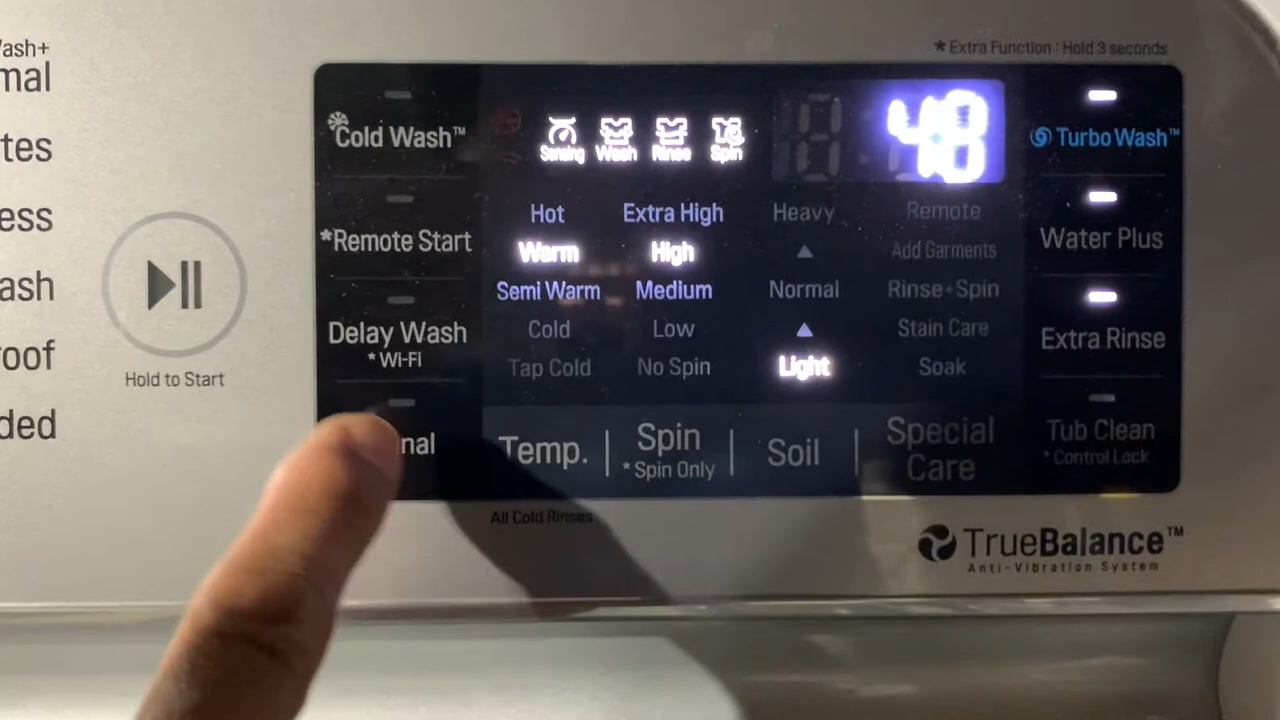 ash+
mal
tes
ess
ash
oof
ded
Hold to Start
* Extra Function : Hold 3 seconds
Cold Wash™
*Remote Start
Delay Wash
* Wi-Fi
nal
Sensing Wash Rinse Spin
48
Hot Extra High Heavy Remote
Warm High Add Garments
Semi Warm Medium Normal Rinse+Spin
Cold Low Stain Care
Tap Cold No Spin Light Soak
Temp. | Spin | Soil | Special Care
* Spin Only
Turbo Wash™
Water Plus
Extra Rinse
Tub Clean
* Control Lock
All Cold Rinses
TrueBalance™
Anti-Vibration System